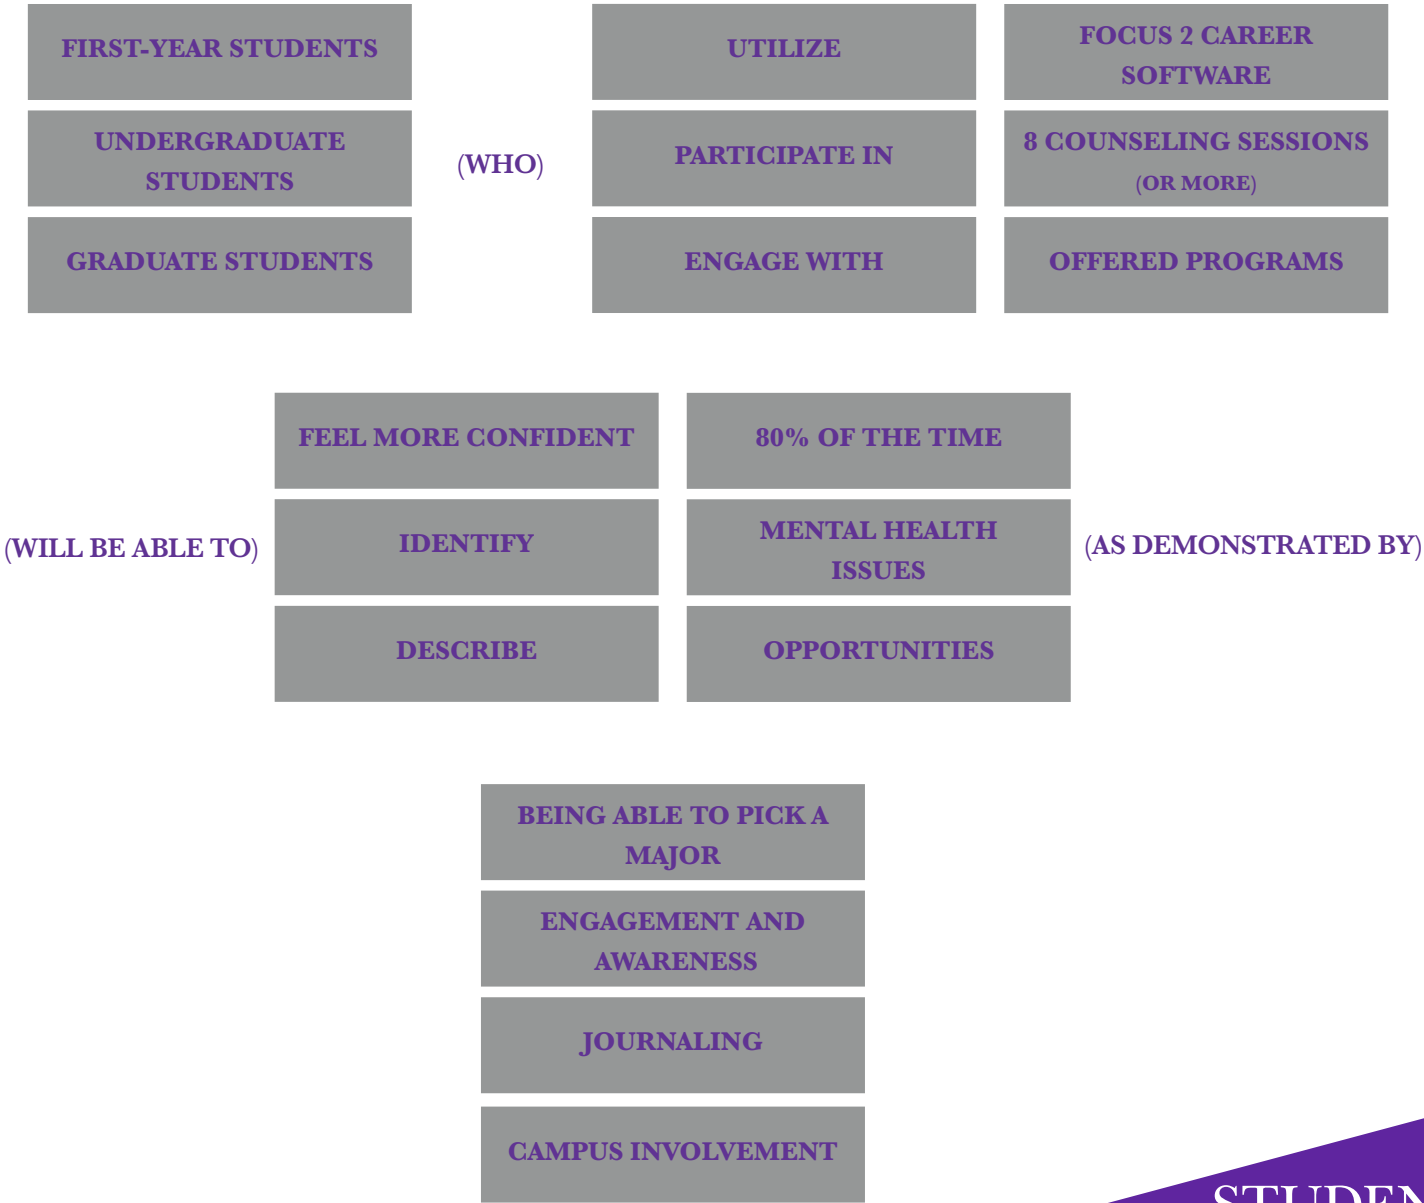 FIRST-YEAR STUDENTS
UNDERGRADUATE
STUDENTS
GRADUATE STUDENTS
(WHO)
UTILIZE
PARTICIPATE IN
ENGAGE WITH
FOCUS 2 CAREER
SOFTWARE
8 COUNSELING SESSIONS
(OR MORE)
OFFERED PROGRAMS
(WILL BE ABLE TO)
FEEL MORE CONFIDENT
IDENTIFY
DESCRIBE
80% OF THE TIME
MENTAL HEALTH
ISSUES
OPPORTUNITIES
(AS DEMONSTRATED BY)
BEING ABLE TO PICK A
MAJOR
ENGAGEMENT AND
AWARENESS
JOURNALING
CAMPUS INVOLVEMENT